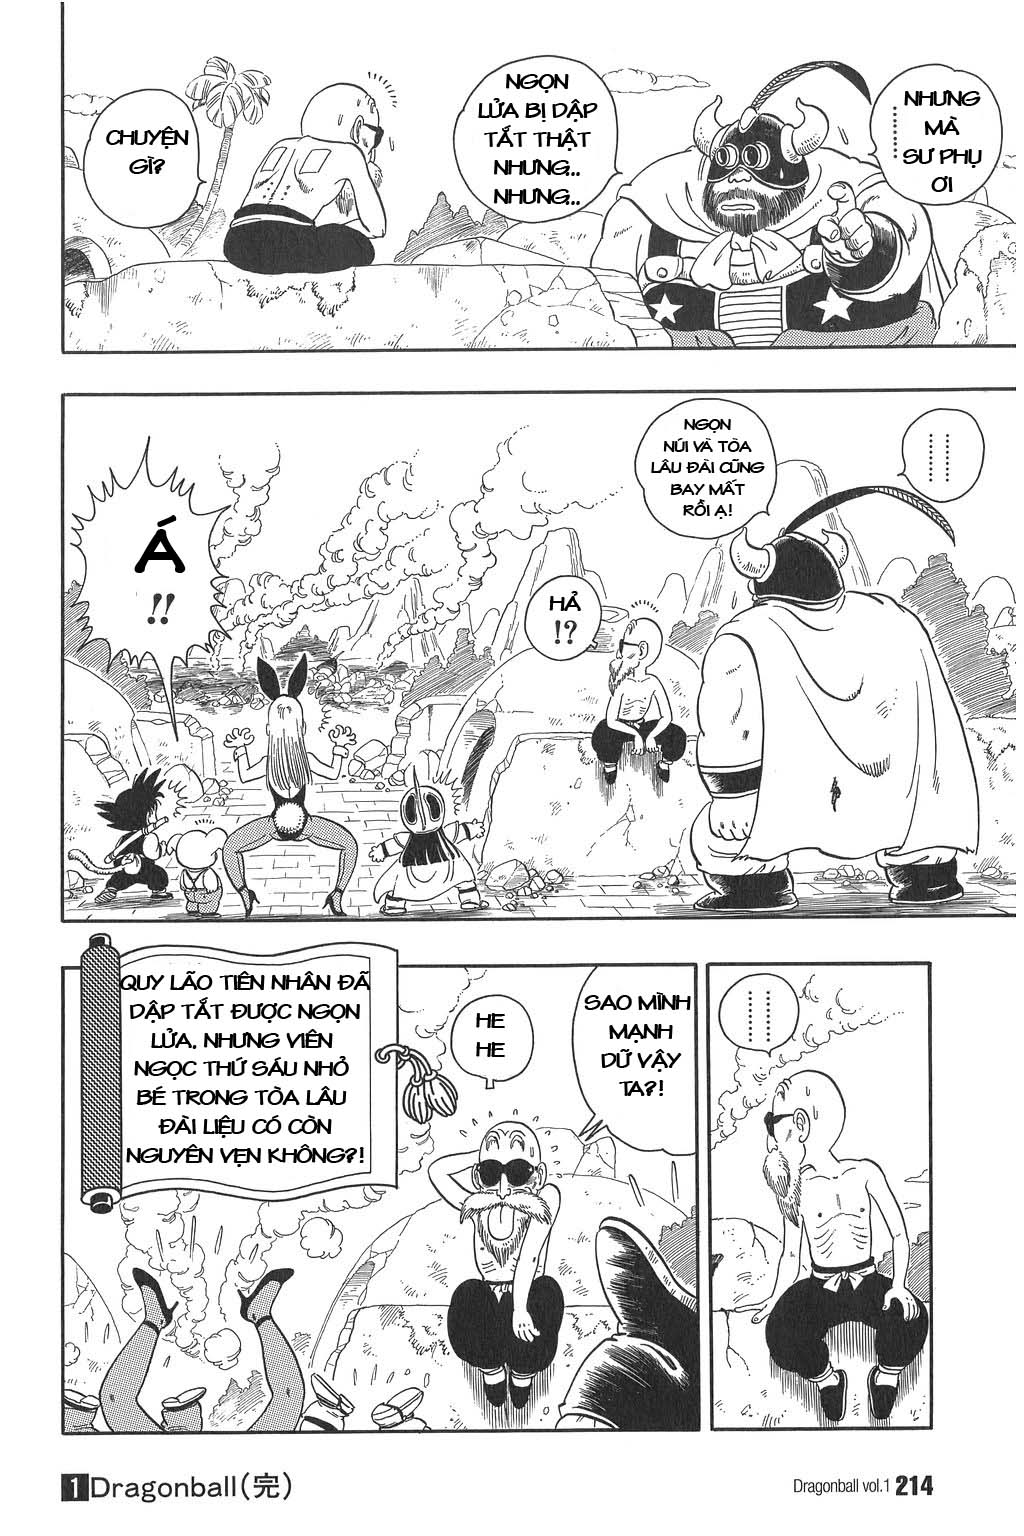 NHƯNG
MÀ
SƯ PHỤ
ƠI
NGỌN
LỬA BỊ DẬP
TẮT THẬT
NHƯNG..
NHƯNG..
CHUYỆN
GÌ?
NGỌN
NÚI VÀ TÒA
LÂU ĐÀI CŨNG
BAY MẤT
RỒI Ạ!
HẢ
!?
Á
!!
SAO MÌNH
MẠNH
DỮ VẬY
TA?!
HE
HE
QUY LÃO TIÊN NHÂN ĐÃ
DẬP TẮT ĐƯỢC NGỌN
LỬA. NHƯNG VIÊN
NGỌC THỨ SÁU NHỎ
BÉ TRONG TÒA LÂU
ĐÀI LIỆU CÓ CÒN
NGUYÊN VẸN KHÔNG?!
1 Dragonball(完)
Dragonball vol.1 214